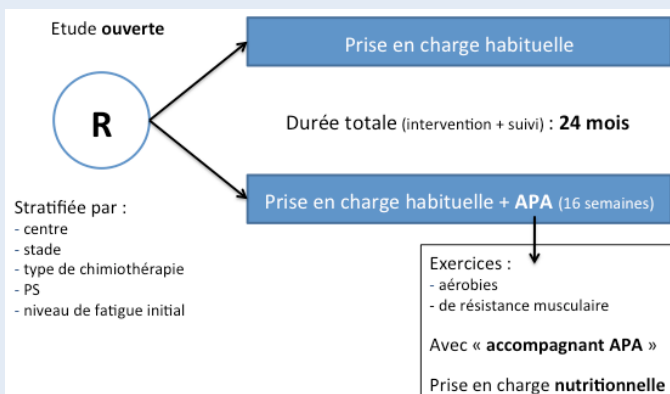 Etude ouverte
Prise en charge habituelle
R
Durée totale (intervention + suivi) : 24 mois
Prise en charge habituelle + APA (16 semaines)
Stratifiée par :
- centre
- stade
- type de chimiothérapie
- PS
- niveau de fatigue initial
Exercices :
- aérobies
- de résistance musculaire
Avec « accompagnant APA »
Prise en charge nutritionnelle